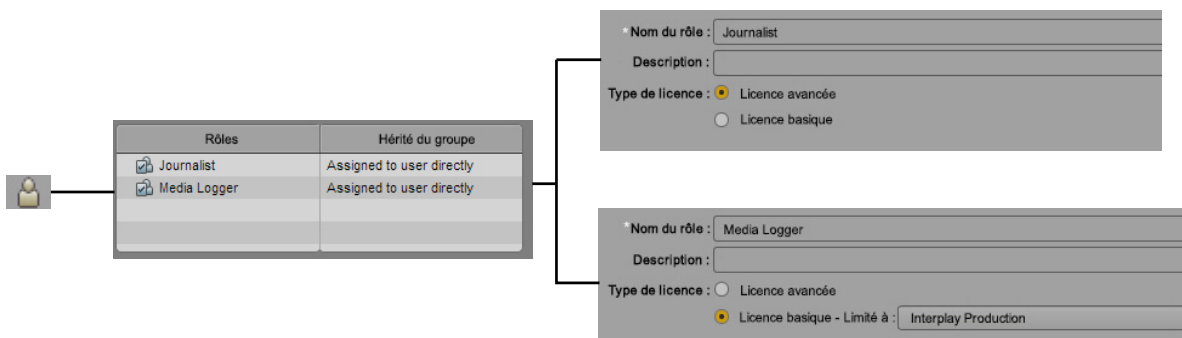 Rôles Hérité du groupe
Journalist Assigned to user directly
Media Logger Assigned to user directly
*Nom du rôle : Journalist
Description :
Type de licence : Licence avancée
Licence basique
*Nom du rôle : Media Logger
Description :
Type de licence : Licence avancée
Licence basique - Limité à : Interplay Production